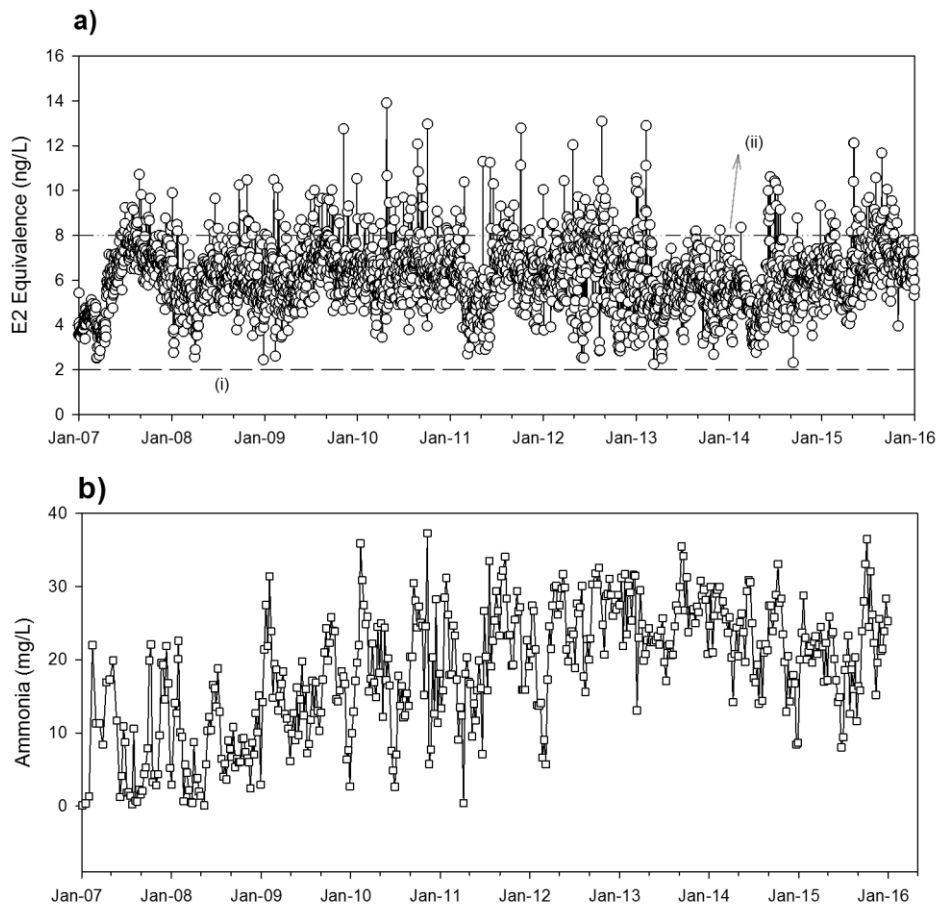 a)
16
14
12
10
8
6
4
2
0
E2 Equivalence (ng/L)
(ii)
(i)
Jan-07 Jan-08 Jan-09 Jan-10 Jan-11 Jan-12 Jan-13 Jan-14 Jan-15 Jan-16
b)
40
30
20
10
0
Ammonia (mg/L)
Jan-07 Jan-08 Jan-09 Jan-10 Jan-11 Jan-12 Jan-13 Jan-14 Jan-15 Jan-16